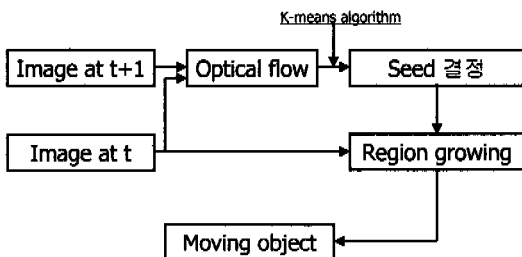 K-means algorithm
Image at t+1
Optical flow
Seed 결정
Image at t
Region growing
Moving object